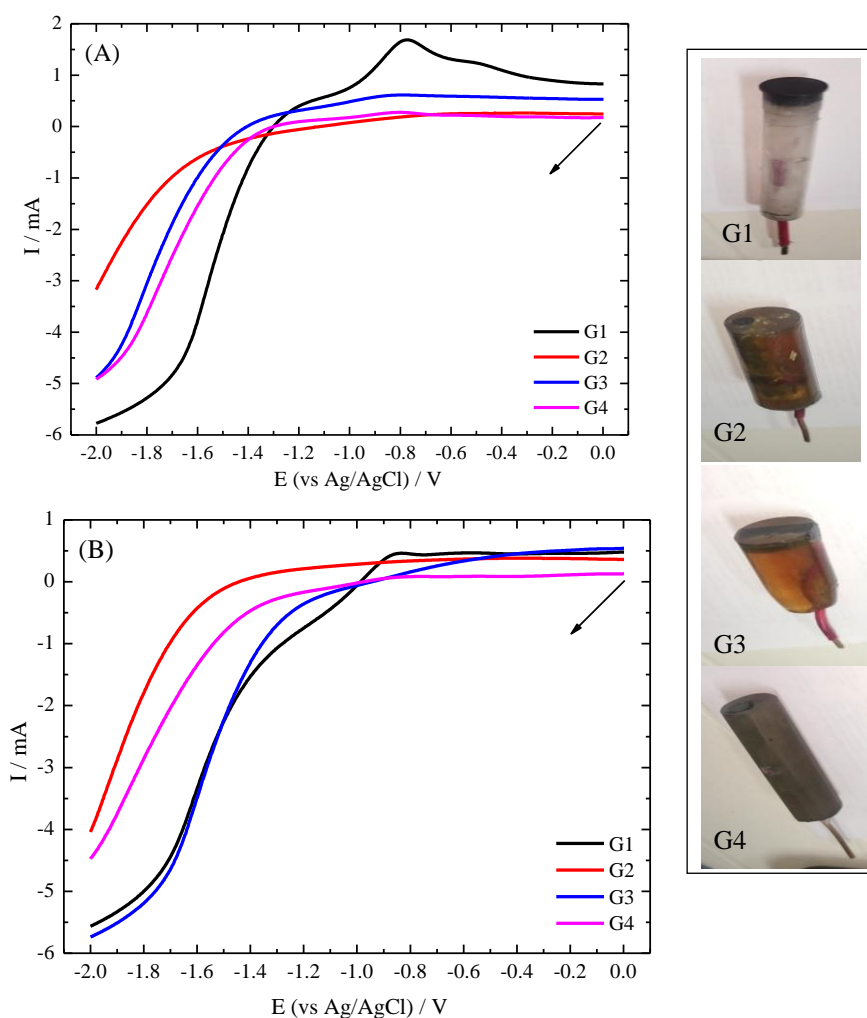 (A)
2
1
0
-1
-2
-3
-4
-5
-6
I / mA
-2.0 -1.8 -1.6 -1.4 -1.2 -1.0 -0.8 -0.6 -0.4 -0.2 0.0
E (vs Ag/AgCl) / V
G1
G2
G3
G4
(B)
1
0
-1
-2
-3
-4
-5
-6
I / mA
-2.0 -1.8 -1.6 -1.4 -1.2 -1.0 -0.8 -0.6 -0.4 -0.2 0.0
E (vs Ag/AgCl) / V
G1
G2
G3
G4
G1
G2
G3
G4